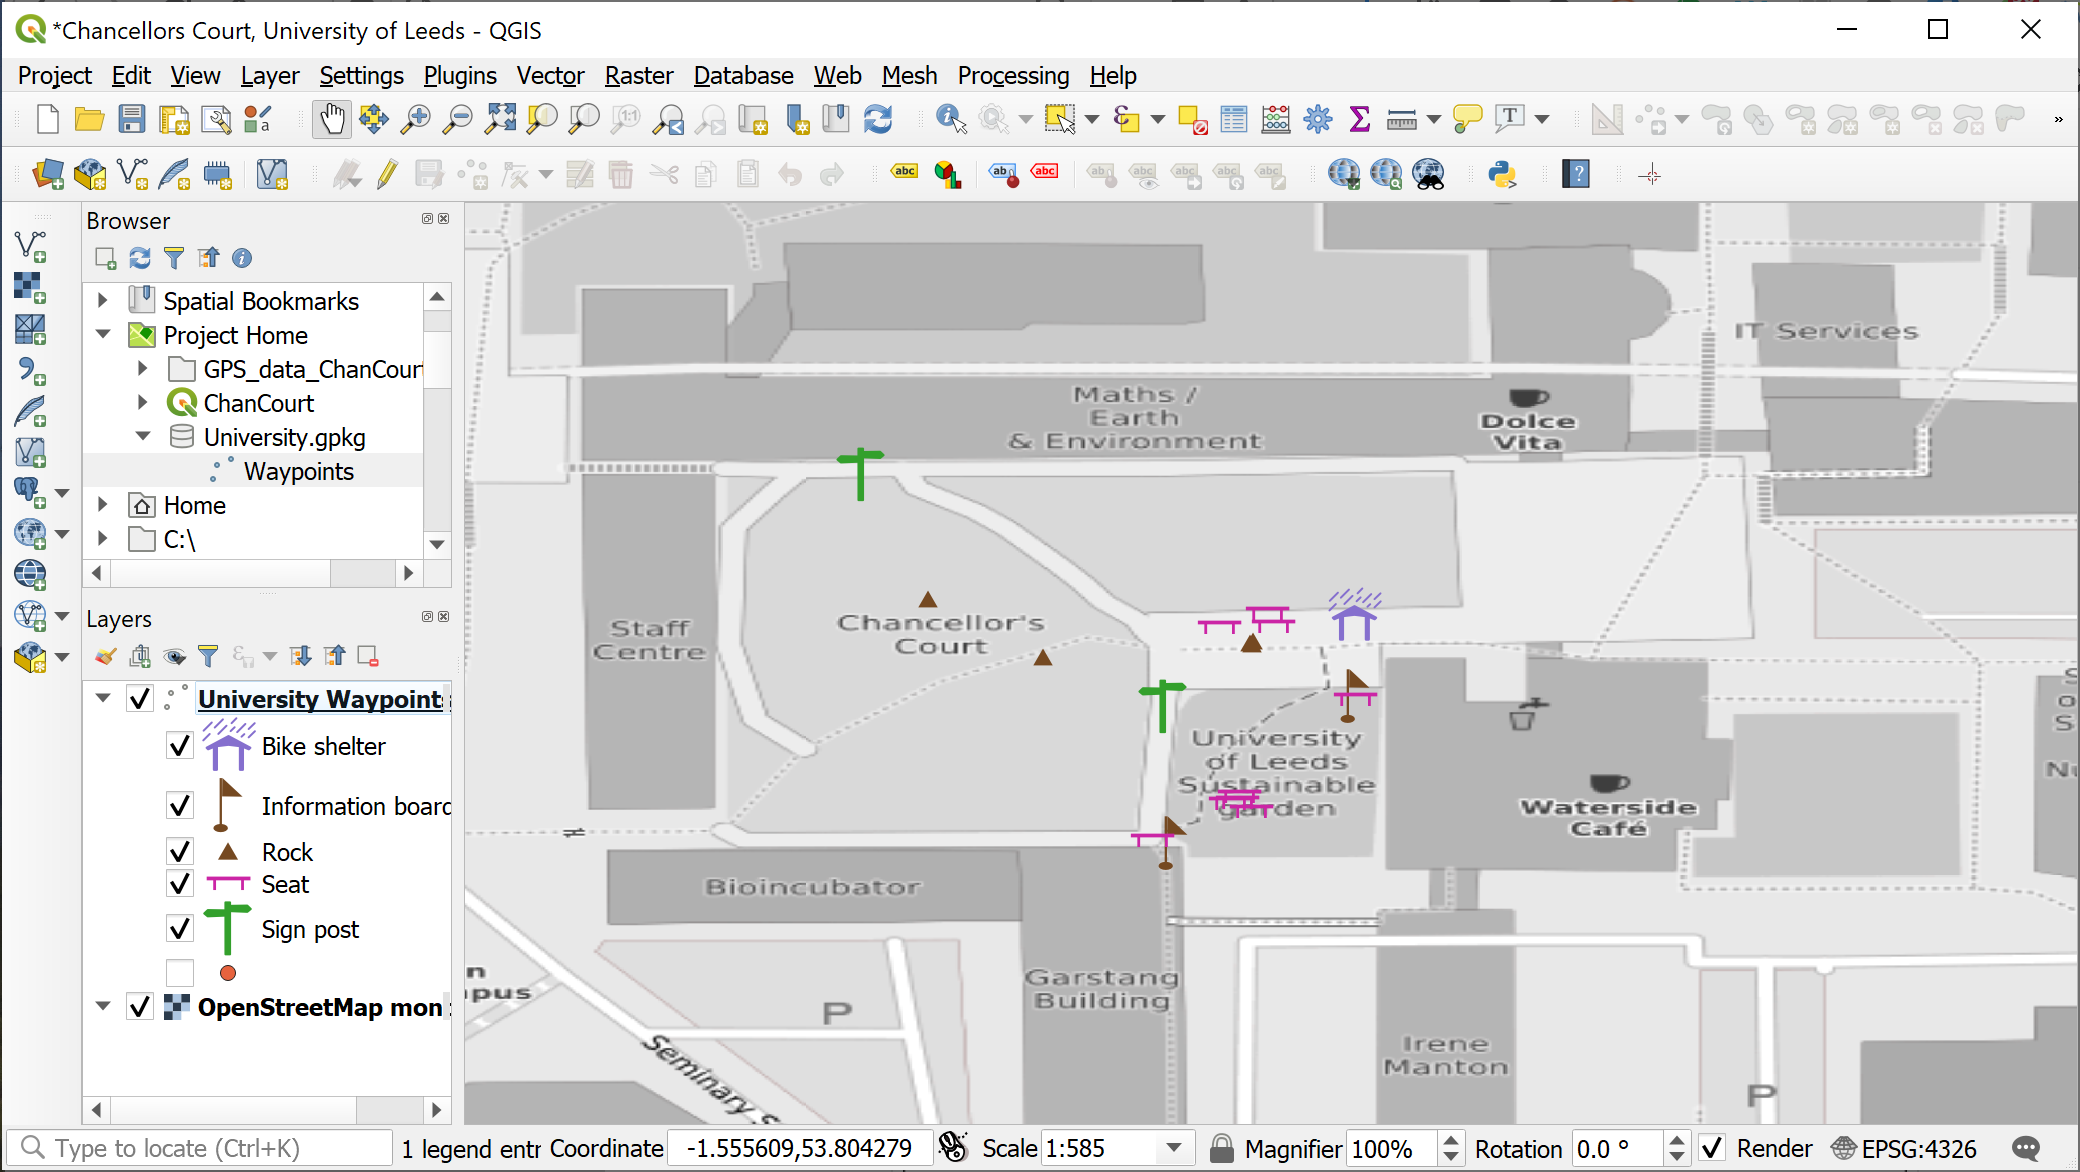 *Chancellors Court, University of Leeds - QGIS
Project Edit View Layer Settings Plugins Vector Raster Database Web Mesh Processing Help
Browser
Spatial Bookmarks
Project Home
GPS_data_ChanCour
ChanCourt
University.gpkg
Waypoints
Home
C:\
Layers
University Waypoints
Bike shelter
Information board
Rock
Seat
Sign post
OpenStreetMap mon
IT Services
Maths /
Earth
& Environment
Dolce
Vita
Staff
Centre
Chancellor's
Court
University
of Leeds
Sustainable
garden
Waterside
Café
Bioincubator
Garstang
Building
Irene
Manton
P
P
Seminary S
Type to locate (Ctrl+K) 1 legend entr Coordinate -1.555609,53.804279 Scale 1:585 Magnifier 100% Rotation 0.0 ° Render EPSG:4326